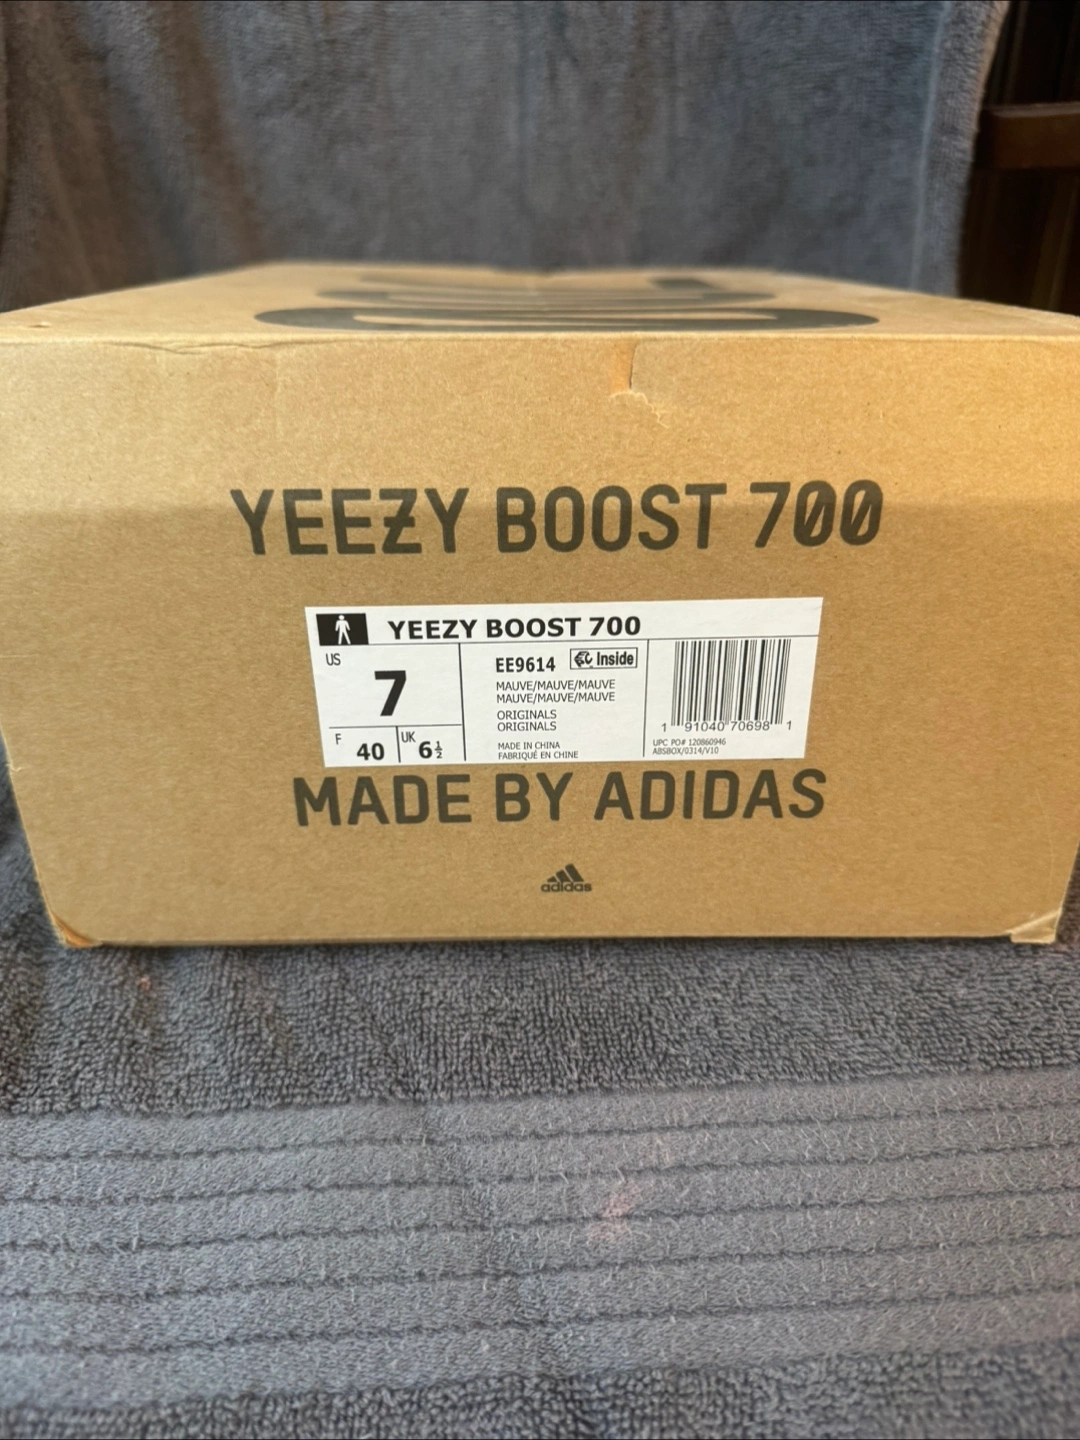 YEEZY BOOST 700
YEEZY BOOST 700
US
7
F
40
UK
6½
EE9614
Inside
MAUVE/MAUVE/MAUVE
MAUVE/MAUVE/MAUVE
ORIGINALS
ORIGINALS
MADE IN CHINA
FABRIQUÉ EN CHINE
1 91040 70698 1
UPC PO# 120860946
ABSBOX/0314/V10
MADE BY ADIDAS
adidas